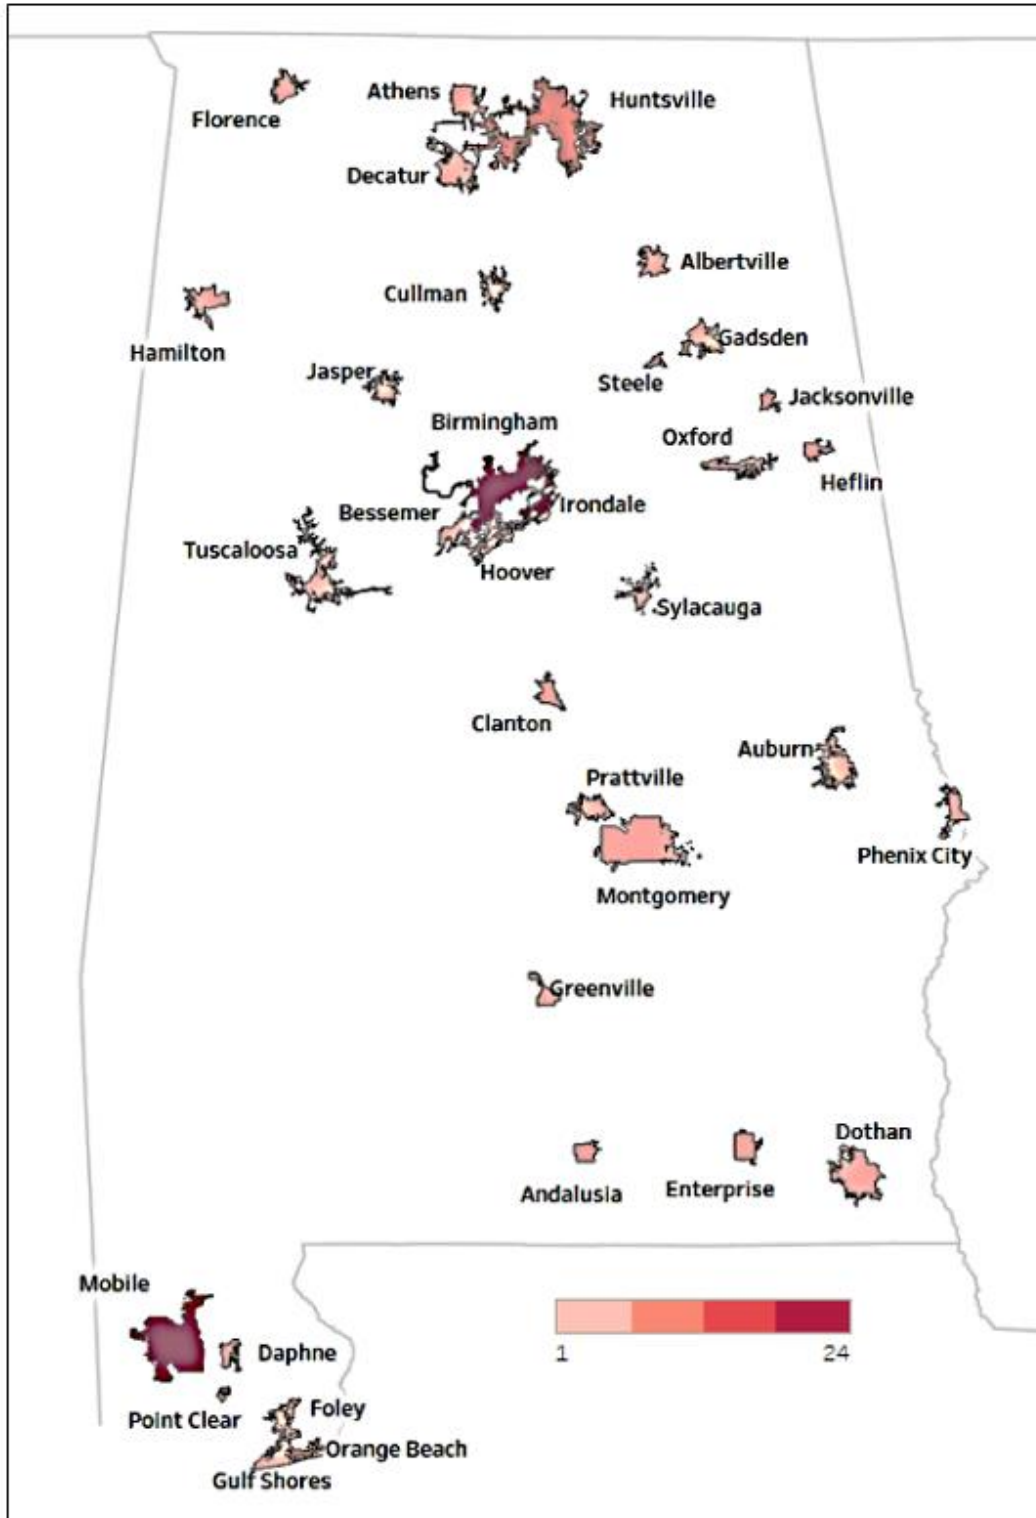 Athens
Huntsville
Florence
Decatur
Albertville
Cullman
Gadsden
Hamilton
Jasper
Steele
Jacksonville
Birmingham
Oxford
Heflin
Bessemer
Irondale
Tuscaloosa
Hoover
Sylacauga
Clanton
Auburn
Prattville
Phenix City
Montgomery
Greenville
Dothan
Andalusia
Enterprise
Mobile
1 24
Daphne
Point Clear
Foley
Orange Beach
Gulf Shores